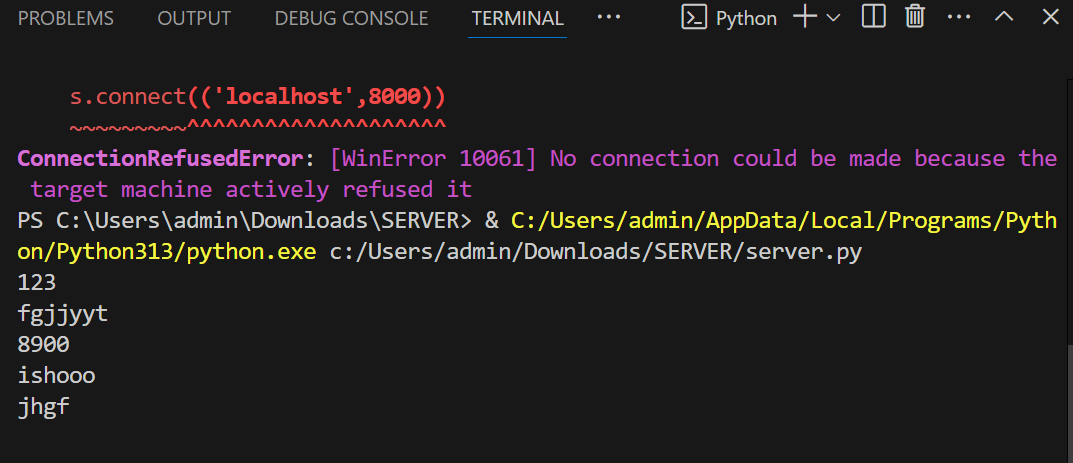 PROBLEMS OUTPUT DEBUG CONSOLE TERMINAL ··· Python
s.connect(('localhost',8000))
~~~~~~~~~^^^^^^^^^^^^^^^^^^^^
ConnectionRefusedError: [WinError 10061] No connection could be made because the
target machine actively refused it
PS C:\Users\admin\Downloads\SERVER> & C:/Users/admin/AppData/Local/Programs/Pyth
on/Python313/python.exe c:/Users/admin/Downloads/SERVER/server.py
123
fgjjyyt
8900
ishooo
jhgf